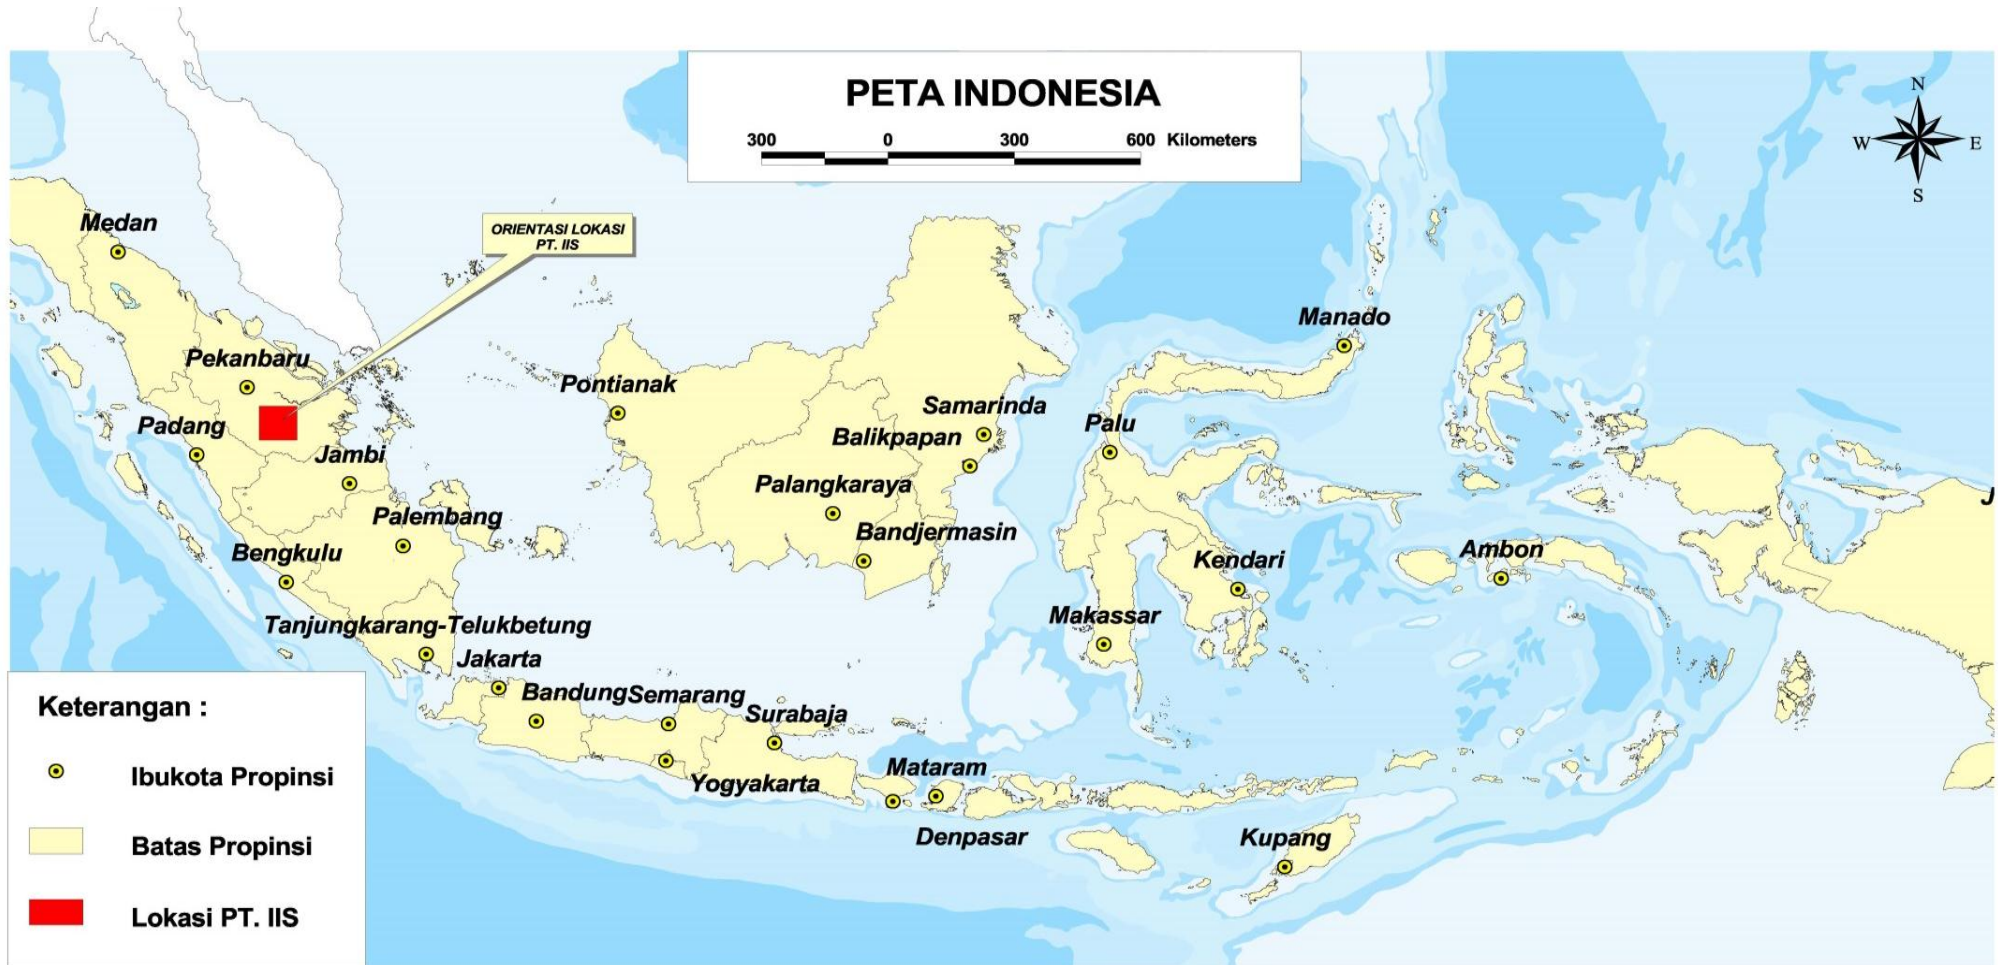 PETA INDONESIA
300 0 300 600 Kilometers
N
W E
S
Medan
ORIENTASI LOKASI
PT. IIS
Manado
Pekanbaru
Pontianak
Samarinda
Padang
Palu
Balikpapan
Jambi
Palangkaraya
J
Palembang
Bandjermasin
Bengkulu
Ambon
Kendari
Makassar
Tanjungkarang-Telukbetung
Jakarta
Bandung
Semarang
Surabaja
Mataram
Yogyakarta
Denpasar
Kupang
Keterangan :
Ibukota Propinsi
Batas Propinsi
Lokasi PT. IIS